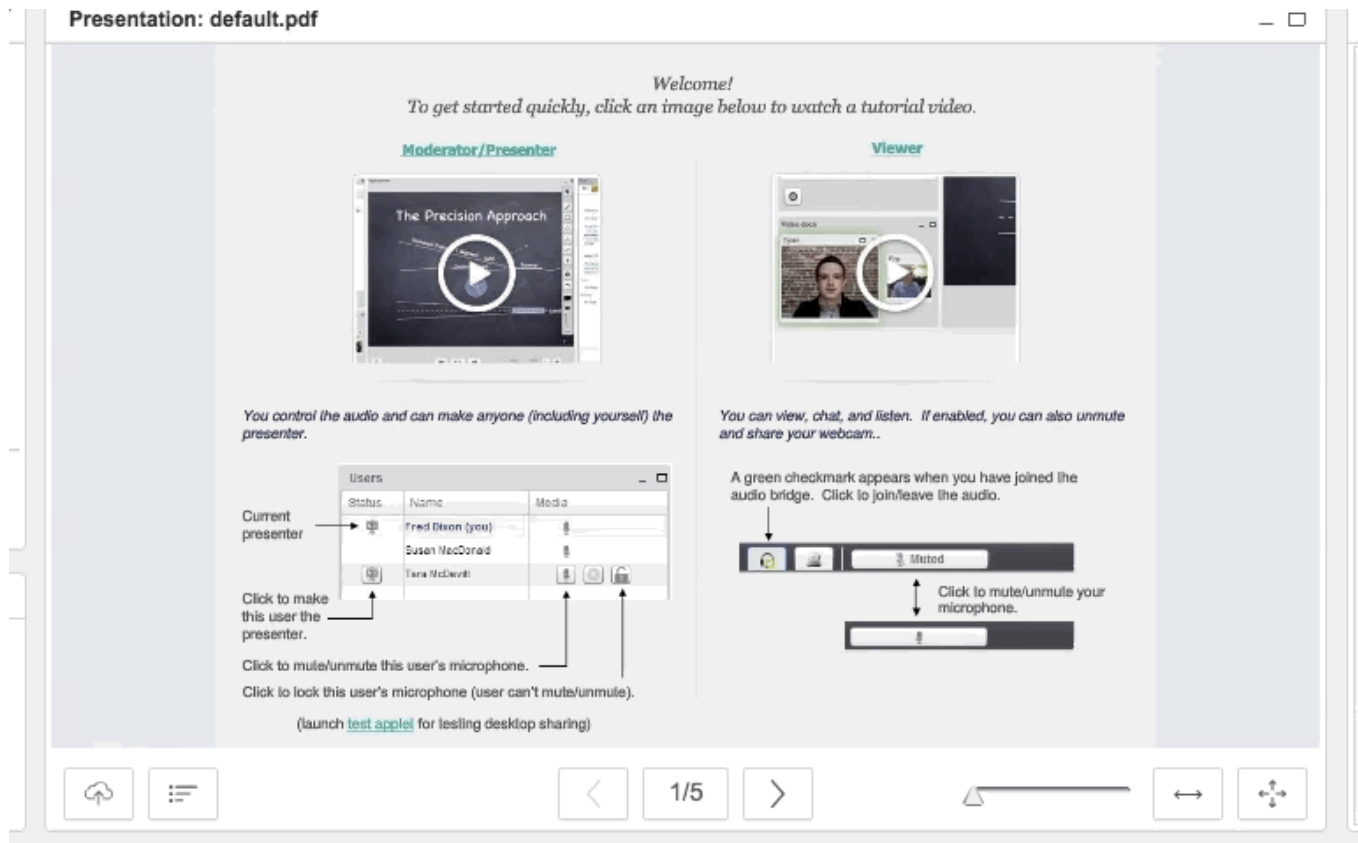 Presentation: default.pdf
Welcome!
To get started quickly, click an image below to watch a tutorial video.
Moderator/Presenter
The Precision Approach
You control the audio and can make anyone (including yourself) the
presenter.
Users
Status Name Media
Current
presenter
Fred Dixon (you)
Susan MacDonald
Tara McDevitt
Click to make
this user the
presenter.
Click to mute/unmute this user's microphone.
Click to lock this user's microphone (user can't mute/unmute).
(launch test applet for testing desktop sharing)
Viewer
Video dock
You can view, chat, and listen. If enabled, you can also unmute
and share your webcam..
A green checkmark appears when you have joined the
audio bridge. Click to join/leave the audio.
Muted
Click to mute/unmute your
microphone.
1/5